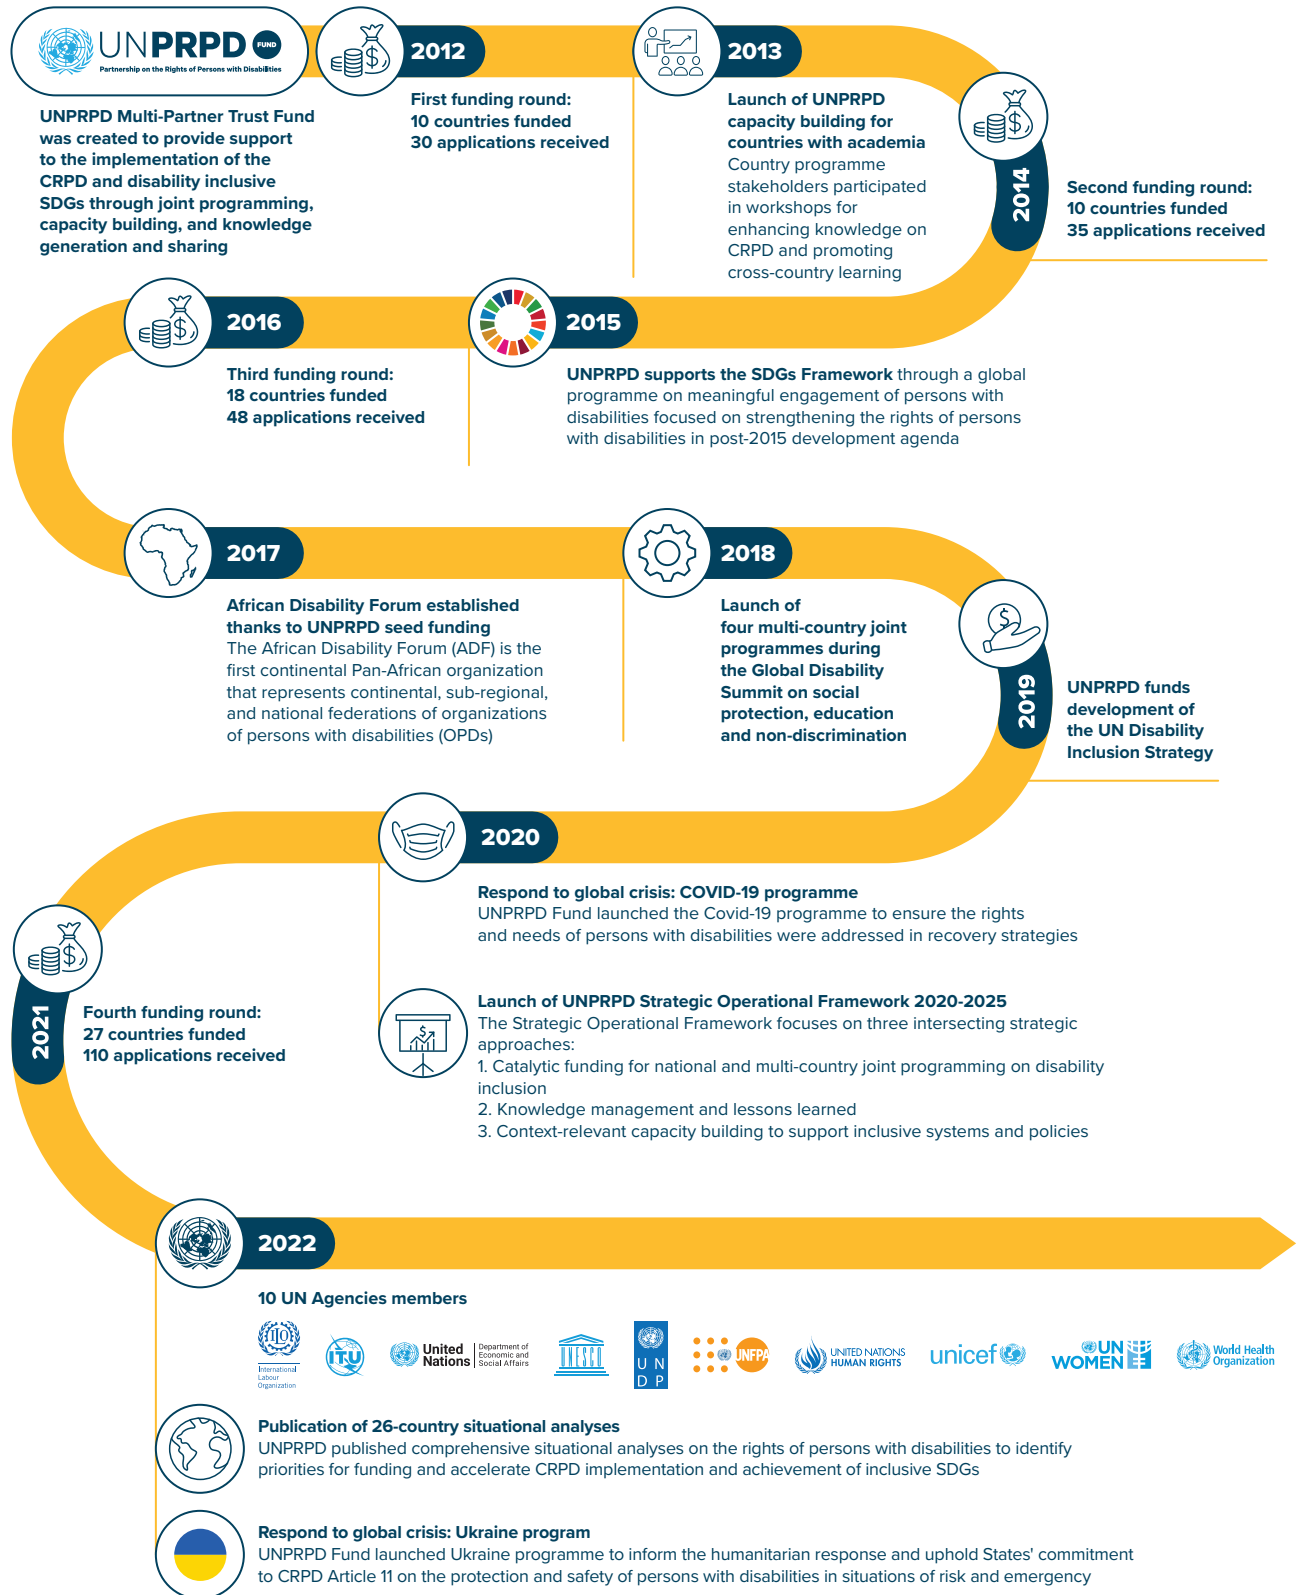 UNPRPD FUND
Partnership on the Rights of Persons with Disabilities
UNPRPD Multi-Partner Trust Fund
was created to provide support
to the implementation of the
CRPD and disability inclusive
SDGs through joint programming,
capacity building, and knowledge
generation and sharing
2012
First funding round:
10 countries funded
30 applications received
2013
Launch of UNPRPD
capacity building for
countries with academia
Country programme
stakeholders participated
in workshops for
enhancing knowledge on
CRPD and promoting
cross-country learning
2014
Second funding round:
10 countries funded
35 applications received
2015
UNPRPD supports the SDGs Framework through a global
programme on meaningful engagement of persons with
disabilities focused on strengthening the rights of persons
with disabilities in post-2015 development agenda
2016
Third funding round:
18 countries funded
48 applications received
2017
African Disability Forum established
thanks to UNPRPD seed funding
The African Disability Forum (ADF) is the
first continental Pan-African organization
that represents continental, sub-regional,
and national federations of organizations
of persons with disabilities (OPDs)
2018
Launch of
four multi-country joint
programmes during
the Global Disability
Summit on social
protection, education
and non-discrimination
2019
UNPRPD funds
development of
the UN Disability
Inclusion Strategy
2020
Respond to global crisis: COVID-19 programme
UNPRPD Fund launched the Covid-19 programme to ensure the rights
and needs of persons with disabilities were addressed in recovery strategies
Launch of UNPRPD Strategic Operational Framework 2020-2025
The Strategic Operational Framework focuses on three intersecting strategic
approaches:
1. Catalytic funding for national and multi-country joint programming on disability
inclusion
2. Knowledge management and lessons learned
3. Context-relevant capacity building to support inclusive systems and policies
2021
Fourth funding round:
27 countries funded
110 applications received
2022
10 UN Agencies members
ILO
International
Labour
Organization
ITU
United
Nations
Department of
Economic and
Social Affairs
UNESCO
U N
D P
UNFPA
UNITED NATIONS
HUMAN RIGHTS
unicef
UN
WOMEN
World Health
Organization
Publication of 26-country situational analyses
UNPRPD published comprehensive situational analyses on the rights of persons with disabilities to identify
priorities for funding and accelerate CRPD implementation and achievement of inclusive SDGs
Respond to global crisis: Ukraine program
UNPRPD Fund launched Ukraine programme to inform the humanitarian response and uphold States' commitment
to CRPD Article 11 on the protection and safety of persons with disabilities in situations of risk and emergency